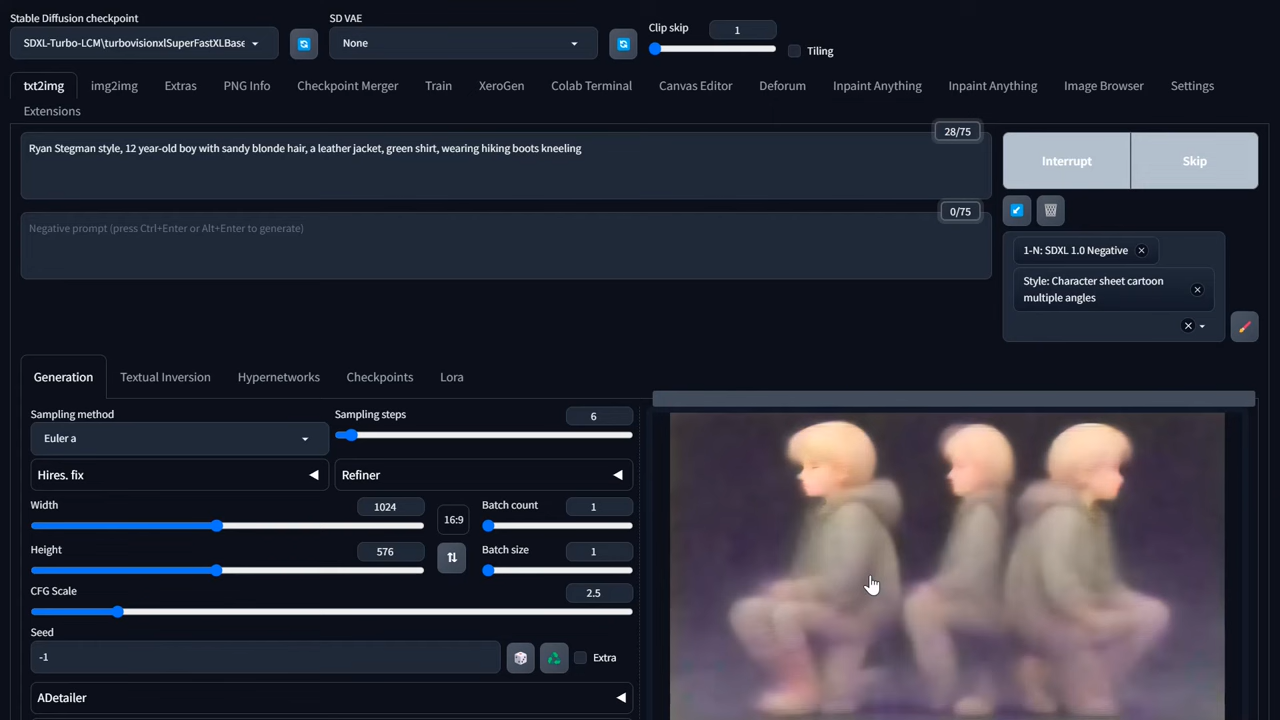 Stable Diffusion checkpoint
SD VAE
Clip skip
1
SDXL-Turbo-LCM\turbovisionxlSuperFastXLBase
None
Tiling
txt2img
img2img
Extras
PNG Info
Checkpoint Merger
Train
XeroGen
Colab Terminal
Canvas Editor
Deforum
Inpaint Anything
Inpaint Anything
Image Browser
Settings
Extensions
28/75
Ryan Stegman style, 12 year-old boy with sandy blonde hair, a leather jacket, green shirt, wearing hiking boots kneeling
Interrupt
Skip
0/75
Negative prompt (press Ctrl+Enter or Alt+Enter to generate)
1-N: SDXL 1.0 Negative
Style: Character sheet cartoon
multiple angles
Generation
Textual Inversion
Hypernetworks
Checkpoints
Lora
Sampling method
Sampling steps
6
Euler a
Hires. fix
Refiner
Width
1024
16:9
Batch count
1
Height
576
Batch size
1
CFG Scale
2.5
Seed
-1
Extra
ADetailer